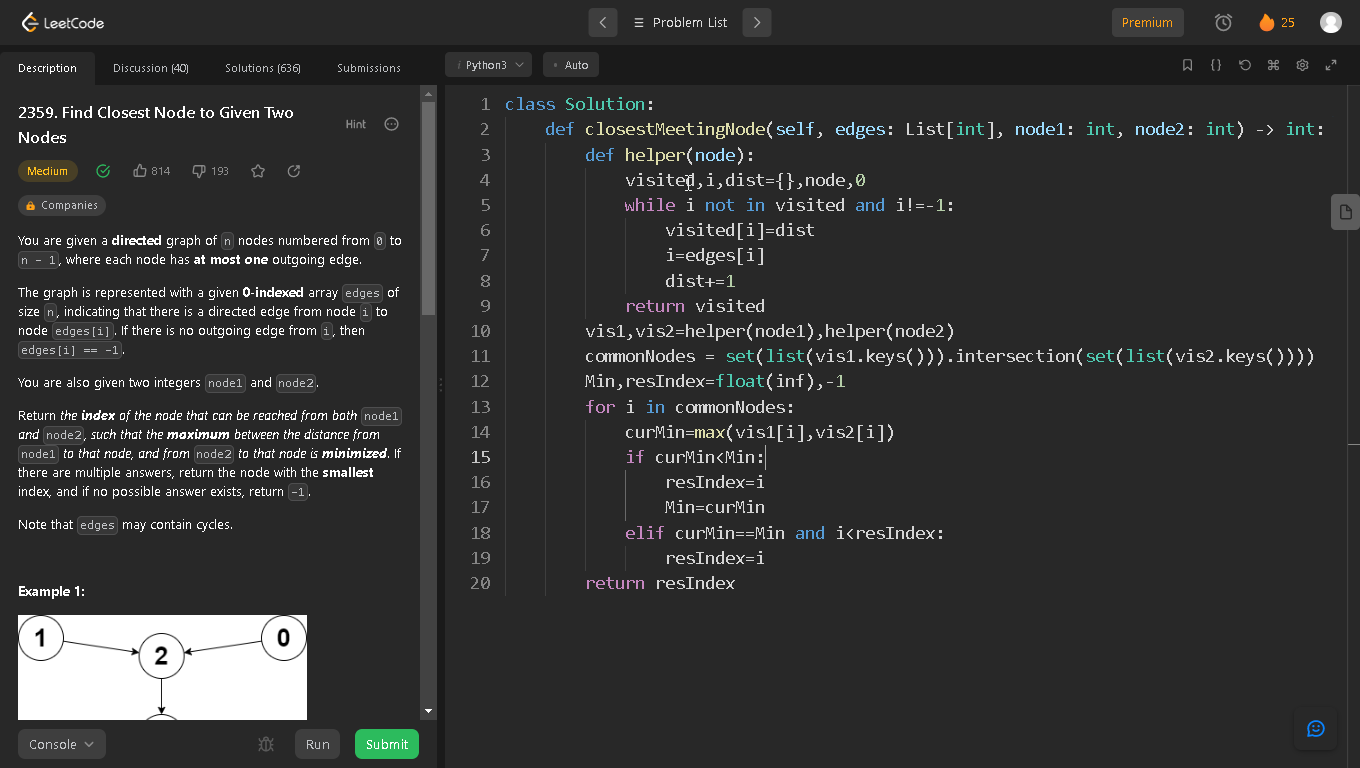 LeetCode
Problem List
Premium
25
Description
Discussion (40)
Solutions (636)
Submissions
i Python3
Auto
2359. Find Closest Node to Given Two
Nodes
Hint
Medium
814
193
Companies
You are given a directed graph of n nodes numbered from 0 to
n - 1, where each node has at most one outgoing edge.
The graph is represented with a given 0-indexed array edges of
size n, indicating that there is a directed edge from node i to
node edges[i]. If there is no outgoing edge from i, then
edges[i] == -1.
You are also given two integers node1 and node2.
Return the index of the node that can be reached from both node1
and node2, such that the maximum between the distance from
node1 to that node, and from node2 to that node is minimized. If
there are multiple answers, return the node with the smallest
index, and if no possible answer exists, return -1.
Note that edges may contain cycles.
Example 1:
1
0
2
Console
Run
Submit
1 class Solution:
2 def closestMeetingNode(self, edges: List[int], node1: int, node2: int) -> int:
3 def helper(node):
4 visited,i,dist={},node,0
5 while i not in visited and i!=-1:
6 visited[i]=dist
7 i=edges[i]
8 dist+=1
9 return visited
10 vis1,vis2=helper(node1),helper(node2)
11 commonNodes = set(list(vis1.keys())).intersection(set(list(vis2.keys())))
12 Min,resIndex=float(inf),-1
13 for i in commonNodes:
14 curMin=max(vis1[i],vis2[i])
15 if curMin<Min:
16 resIndex=i
17 Min=curMin
18 elif curMin==Min and i<resIndex:
19 resIndex=i
20 return resIndex